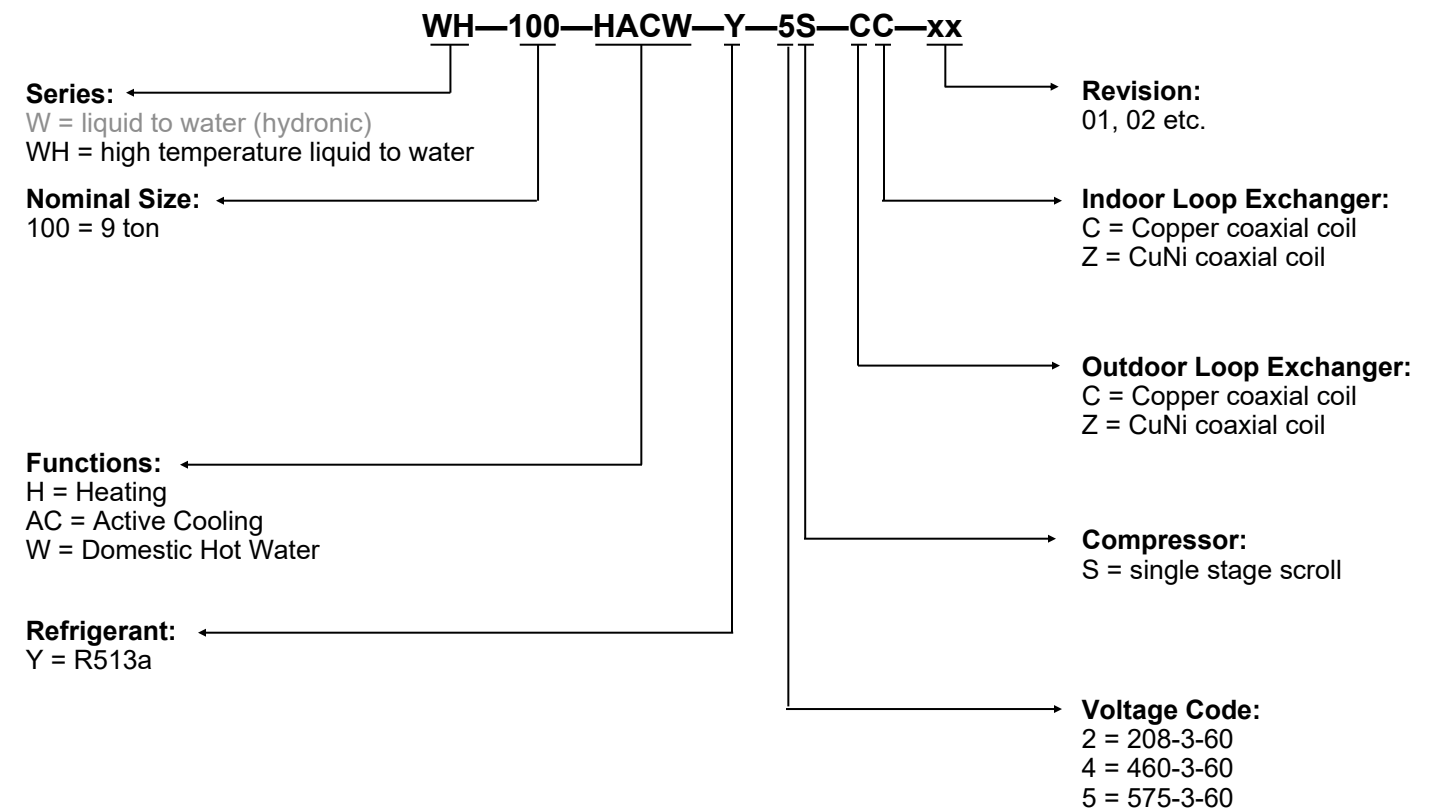 WH—100—HACW—Y—5S—CC—xx
Series:
W = liquid to water (hydronic)
WH = high temperature liquid to water
Nominal Size:
100 = 9 ton
Functions:
H = Heating
AC = Active Cooling
W = Domestic Hot Water
Refrigerant:
Y = R513a
Revision:
01, 02 etc.
Indoor Loop Exchanger:
C = Copper coaxial coil
Z = CuNi coaxial coil
Outdoor Loop Exchanger:
C = Copper coaxial coil
Z = CuNi coaxial coil
Compressor:
S = single stage scroll
Voltage Code:
2 = 208-3-60
4 = 460-3-60
5 = 575-3-60